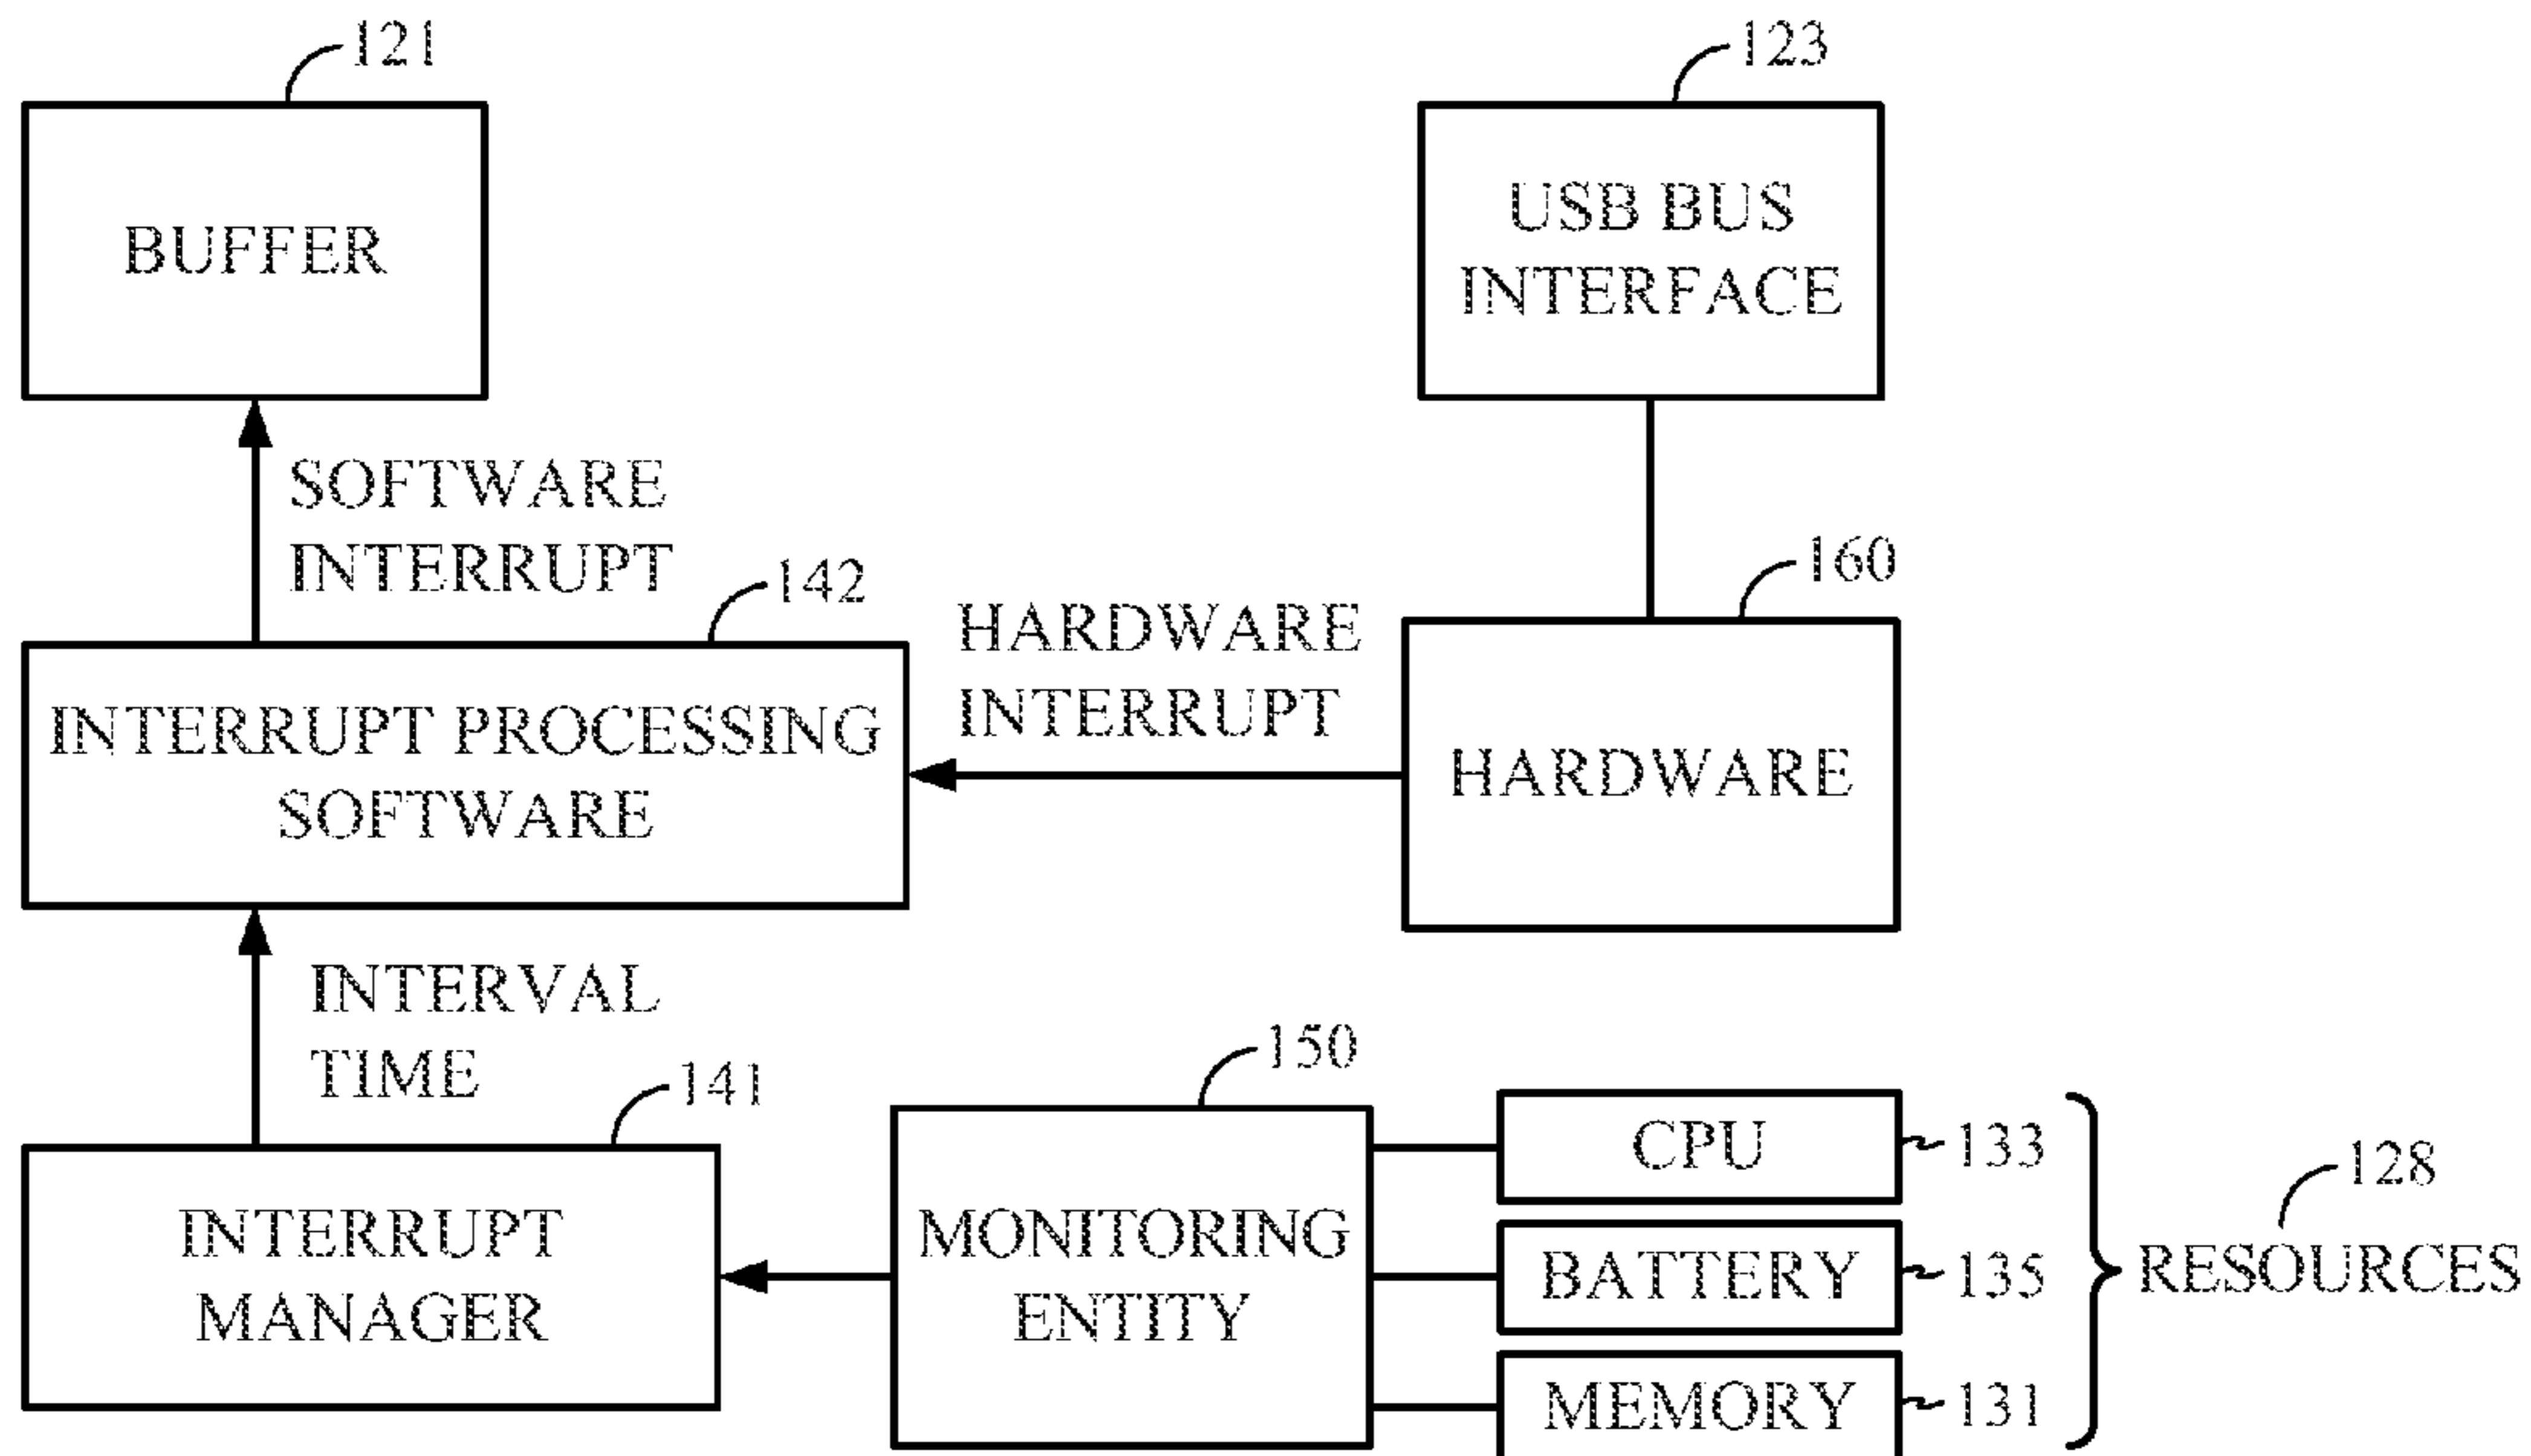 121
BUFFER
123
USB BUS
INTERFACE
SOFTWARE
INTERRUPT
142
INTERRUPT PROCESSING
SOFTWARE
HARDWARE
INTERRUPT
160
HARDWARE
INTERVAL
TIME
141
INTERRUPT
MANAGER
150
MONITORING
ENTITY
CPU
133
BATTERY
135
MEMORY
131
128
RESOURCES